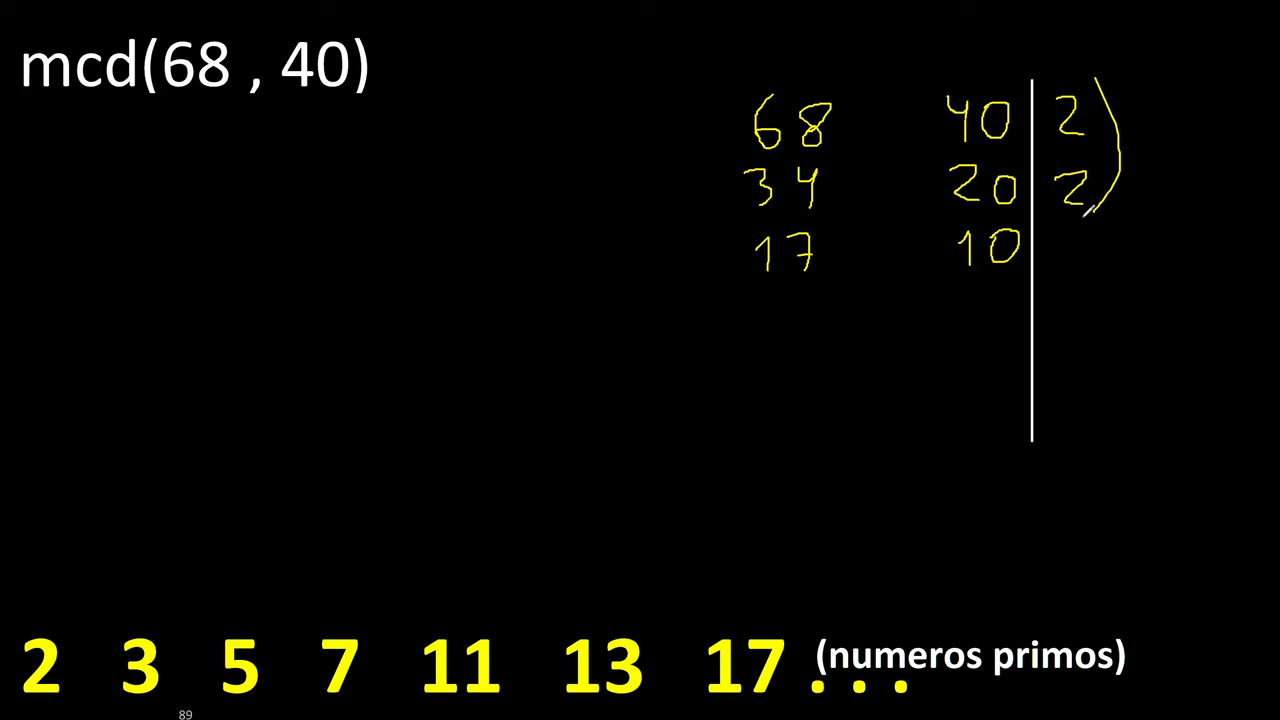 mcd(68 , 40)
68 40 2
34 20 2
17 10
2 3 5 7 11 13 17 . . . (numeros primos)
89